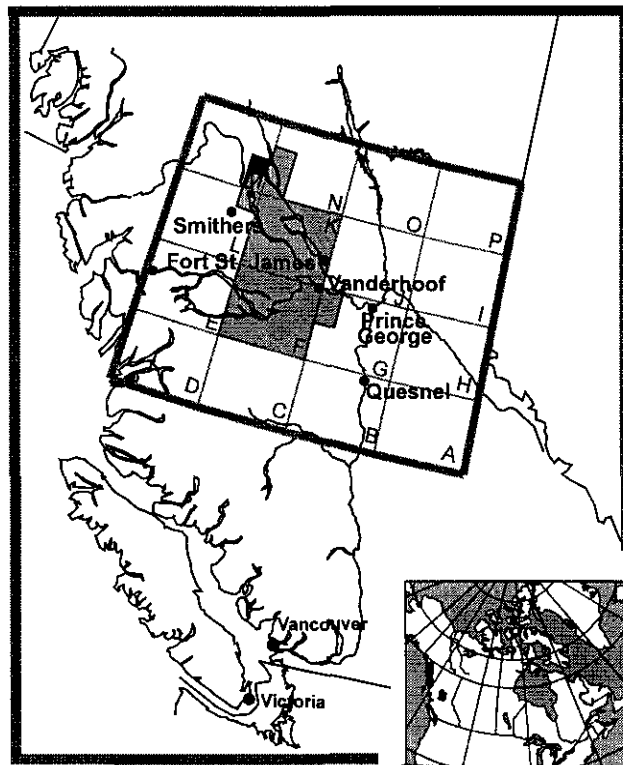 M
N
O
P
Smithers
K
L
Fort St. James
Vanderhoof
J
I
Prince
George
E
F
G
H
Quesnel
D
C
B
A
Vancouver
Victoria